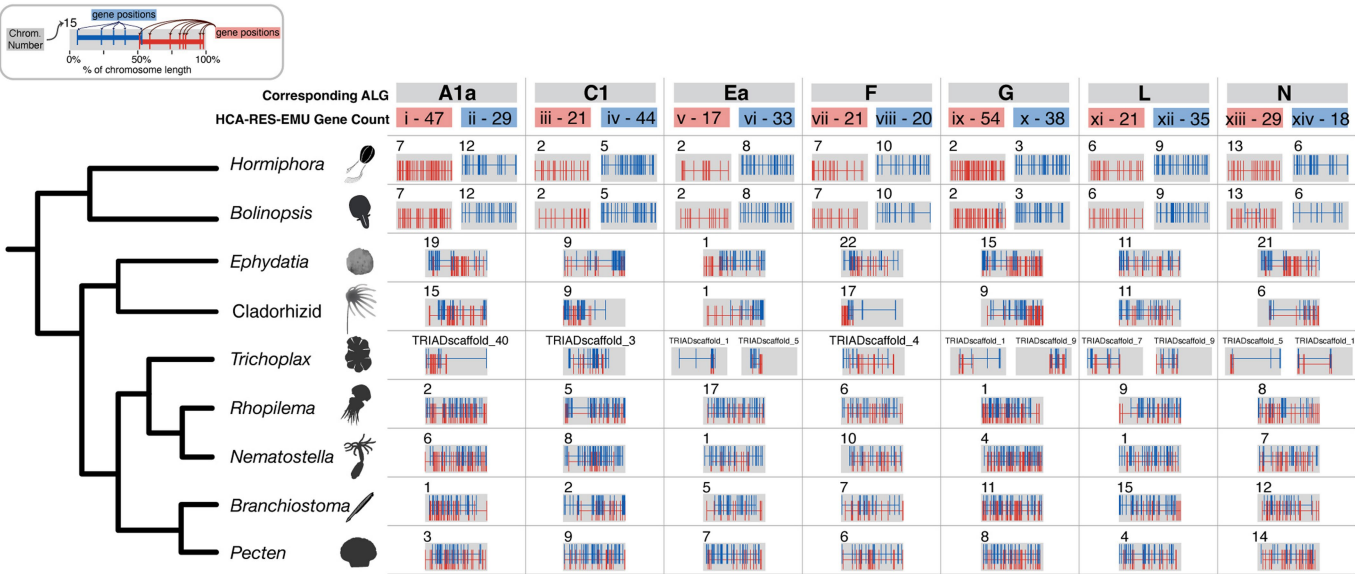 gene positions
15
Chrom.
Number
gene positions
0% 50% 100%
% of chromosome length
Corresponding ALG A1a C1 Ea F G L N
HCA-RES-EMU Gene Count i - 47 ii - 29 iii - 21 iv - 44 v - 17 vi - 33 vii - 21 viii - 20 ix - 54 x - 38 xi - 21 xii - 35 xiii - 29 xiv - 18
7 12 2 5 2 8 7 10 2 3 6 9 13 6
Hormiphora
7 12 2 5 2 8 7 10 2 3 6 9 13 6
Bolinopsis
19 9 1 22 15 11 21
Ephydatia
15 9 1 17 9 11 6
Cladorhizid
TRIADscaffold_40 TRIADscaffold_3 TRIADscaffold_1 TRIADscaffold_5 TRIADscaffold_4 TRIADscaffold_1 TRIADscaffold_9 TRIADscaffold_7 TRIADscaffold_9 TRIADscaffold_5 TRIADscaffold_1
Trichoplax
2 5 17 6 1 9 8
Rhopilema
6 8 1 10 4 1 7
Nematostella
1 2 5 7 11 15 12
Branchiostoma
3 9 7 6 8 4 14
Pecten